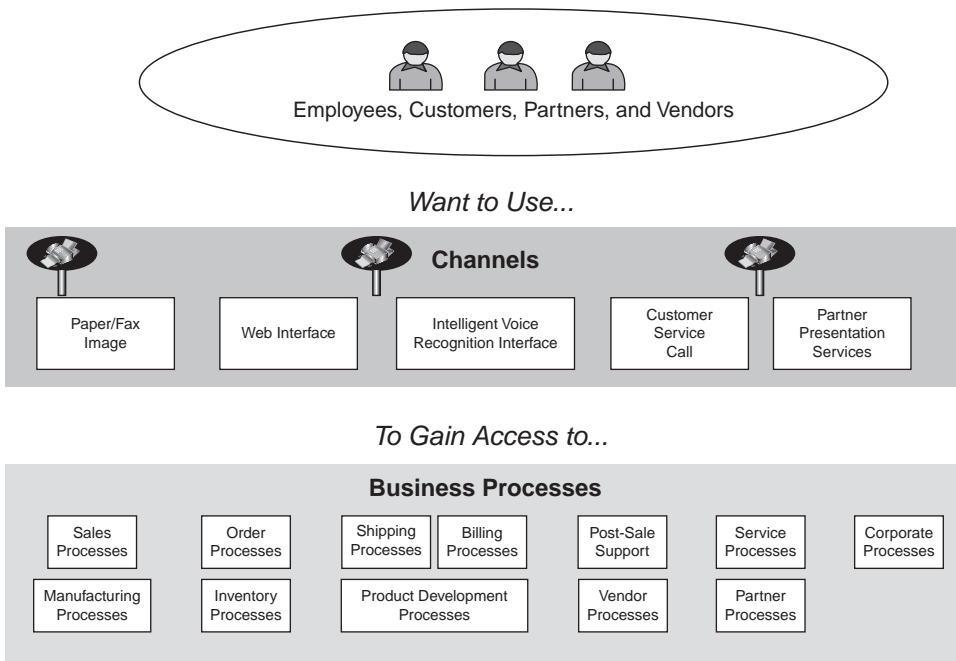 Employees, Customers, Partners, and Vendors
Want to Use...
Channels
Paper/Fax
Image
Web Interface
Intelligent Voice
Recognition Interface
Customer
Service
Call
Partner
Presentation
Services
To Gain Access to...
Business Processes
Sales
Processes
Order
Processes
Shipping
Processes
Billing
Processes
Post-Sale
Support
Service
Processes
Corporate
Processes
Manufacturing
Processes
Inventory
Processes
Product Development
Processes
Vendor
Processes
Partner
Processes